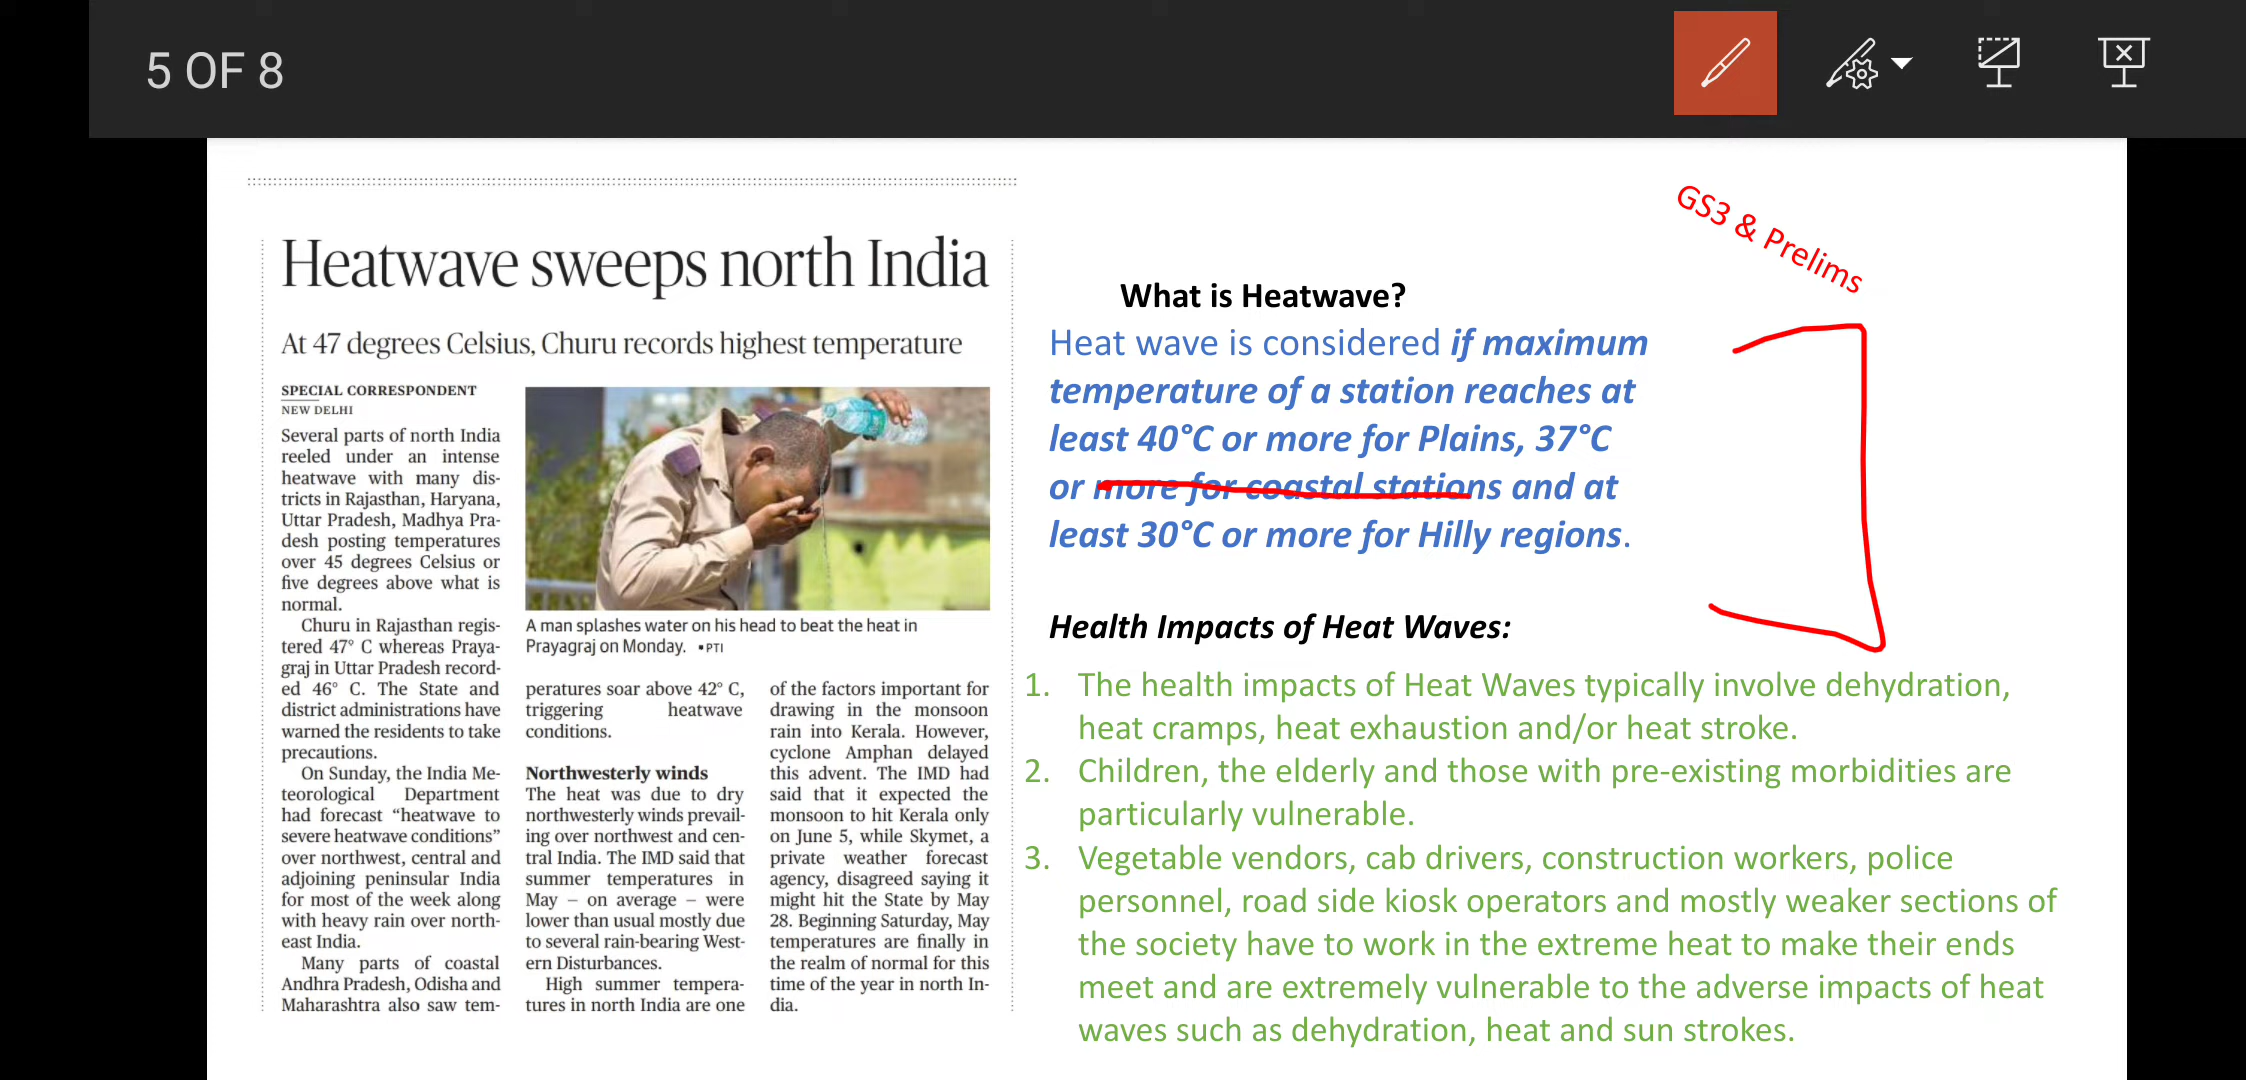 5 OF 8
Heatwave sweeps north India
At 47 degrees Celsius, Churu records highest temperature
SPECIAL CORRESPONDENT
NEW DELHI
Several parts of north India
reeled under an intense
heatwave with many dis-
tricts in Rajasthan, Haryana,
Uttar Pradesh, Madhya Pra-
desh posting temperatures
over 45 degrees Celsius or
five degrees above what is
normal.
Churu in Rajasthan regis-
tered 47° C whereas Praya-
graj in Uttar Pradesh record-
ed 46° C. The State and
district administrations have
warned the residents to take
precautions.
On Sunday, the India Me-
teorological Department
had forecast “heatwave to
severe heatwave conditions”
over northwest, central and
adjoining peninsular India
for most of the week along
with heavy rain over north-
east India.
Many parts of coastal
Andhra Pradesh, Odisha and
Maharashtra also saw tem-
A man splashes water on his head to beat the heat in
Prayagraj on Monday. ▪PTI
peratures soar above 42° C,
triggering heatwave
conditions.
Northwesterly winds
The heat was due to dry
northwesterly winds prevail-
ing over northwest and cen-
tral India. The IMD said that
summer temperatures in
May – on average – were
lower than usual mostly due
to several rain-bearing West-
ern Disturbances.
High summer tempera-
tures in north India are one
of the factors important for
drawing in the monsoon
rain into Kerala. However,
cyclone Amphan delayed
this advent. The IMD had
said that it expected the
monsoon to hit Kerala only
on June 5, while Skymet, a
private weather forecast
agency, disagreed saying it
might hit the State by May
28. Beginning Saturday, May
temperatures are finally in
the realm of normal for this
time of the year in north In-
dia.
GS3 & Prelims
What is Heatwave?
Heat wave is considered if maximum
temperature of a station reaches at
least 40°C or more for Plains, 37°C
or more for coastal stations and at
least 30°C or more for Hilly regions.
Health Impacts of Heat Waves:
1. The health impacts of Heat Waves typically involve dehydration,
heat cramps, heat exhaustion and/or heat stroke.
2. Children, the elderly and those with pre-existing morbidities are
particularly vulnerable.
3. Vegetable vendors, cab drivers, construction workers, police
personnel, road side kiosk operators and mostly weaker sections of
the society have to work in the extreme heat to make their ends
meet and are extremely vulnerable to the adverse impacts of heat
waves such as dehydration, heat and sun strokes.